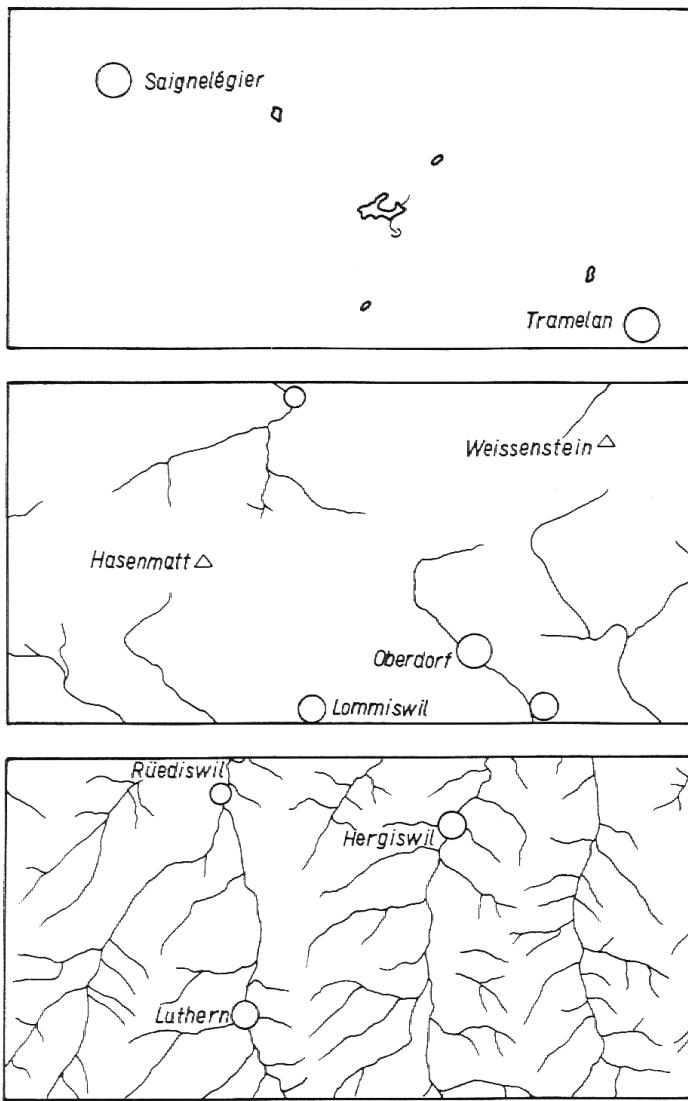 Saignelégier
Tramelan
Weissenstein
Hasenmatt
Oberdorf
Lommiswil
Rüediswil
Hergiswil
Luthern